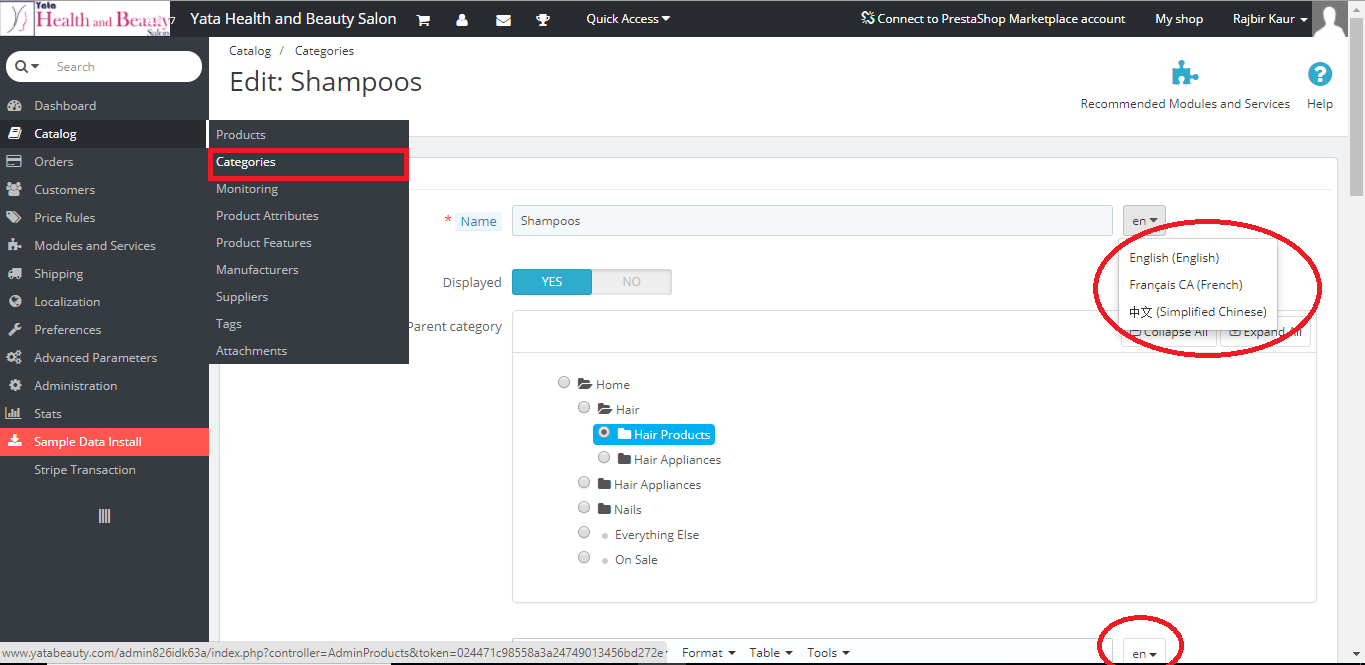 Yata
Health and Beauty
Salon
Yata Health and Beauty Salon
Quick Access
Connect to PrestaShop Marketplace account
My shop
Rajbir Kaur
Search
Catalog / Categories
Edit: Shampoos
Recommended Modules and Services
Help
Dashboard
Catalog
Orders
Customers
Price Rules
Modules and Services
Shipping
Localization
Preferences
Advanced Parameters
Administration
Stats
Sample Data Install
Stripe Transaction
Products
Categories
Monitoring
Product Attributes
Product Features
Manufacturers
Suppliers
Tags
Attachments
* Name
Shampoos
en
English (English)
Français CA (French)
中文 (Simplified Chinese)
Displayed
YES
NO
Parent category
Collapse All
Expand All
Home
Hair
Hair Products
Hair Appliances
Hair Appliances
Nails
Everything Else
On Sale
www.yatabeauty.com/admin826idk63a/index.php?controller=AdminProducts&token=024471c98558a3a24749013456bd272e
Format
Table
Tools
en